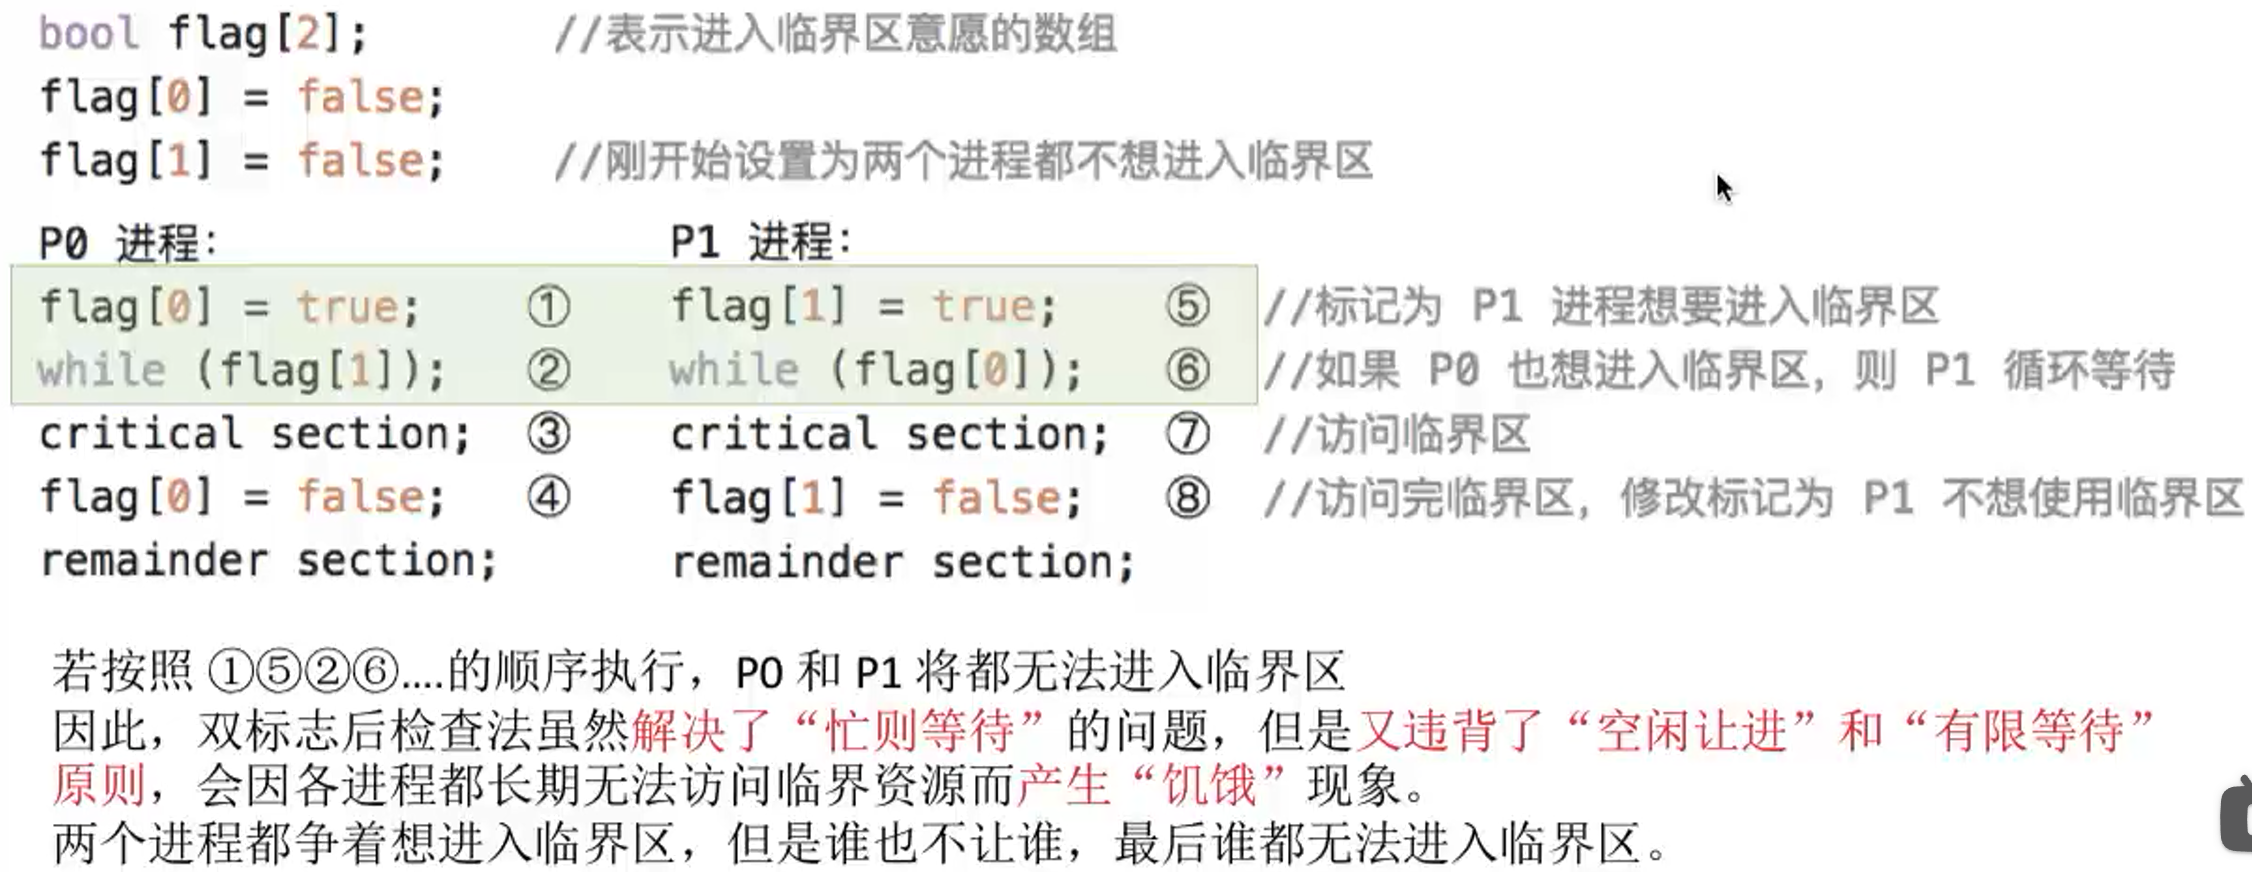 bool flag[2]; //表示进入临界区意愿的数组
flag[0] = false;
flag[1] = false; //刚开始设置为两个进程都不想进入临界区
P0 进程: P1 进程:
flag[0] = true; ① flag[1] = true; ⑤ //标记为 P1 进程想要进入临界区
while (flag[1]); ② while (flag[0]); ⑥ //如果 P0 也想进入临界区，则 P1 循环等待
critical section; ③ critical section; ⑦ //访问临界区
flag[0] = false; ④ flag[1] = false; ⑧ //访问完临界区，修改标记为 P1 不想使用临界区
remainder section; remainder section;
若按照 ①⑤②⑥....的顺序执行，P0 和 P1 将都无法进入临界区
因此，双标志后检查法虽然解决了“忙则等待”的问题，但是又违背了“空闲让进”和“有限等待”
原则，会因各进程都长期无法访问临界资源而产生“饥饿”现象。
两个进程都争着想进入临界区，但是谁也不让谁，最后谁都无法进入临界区。